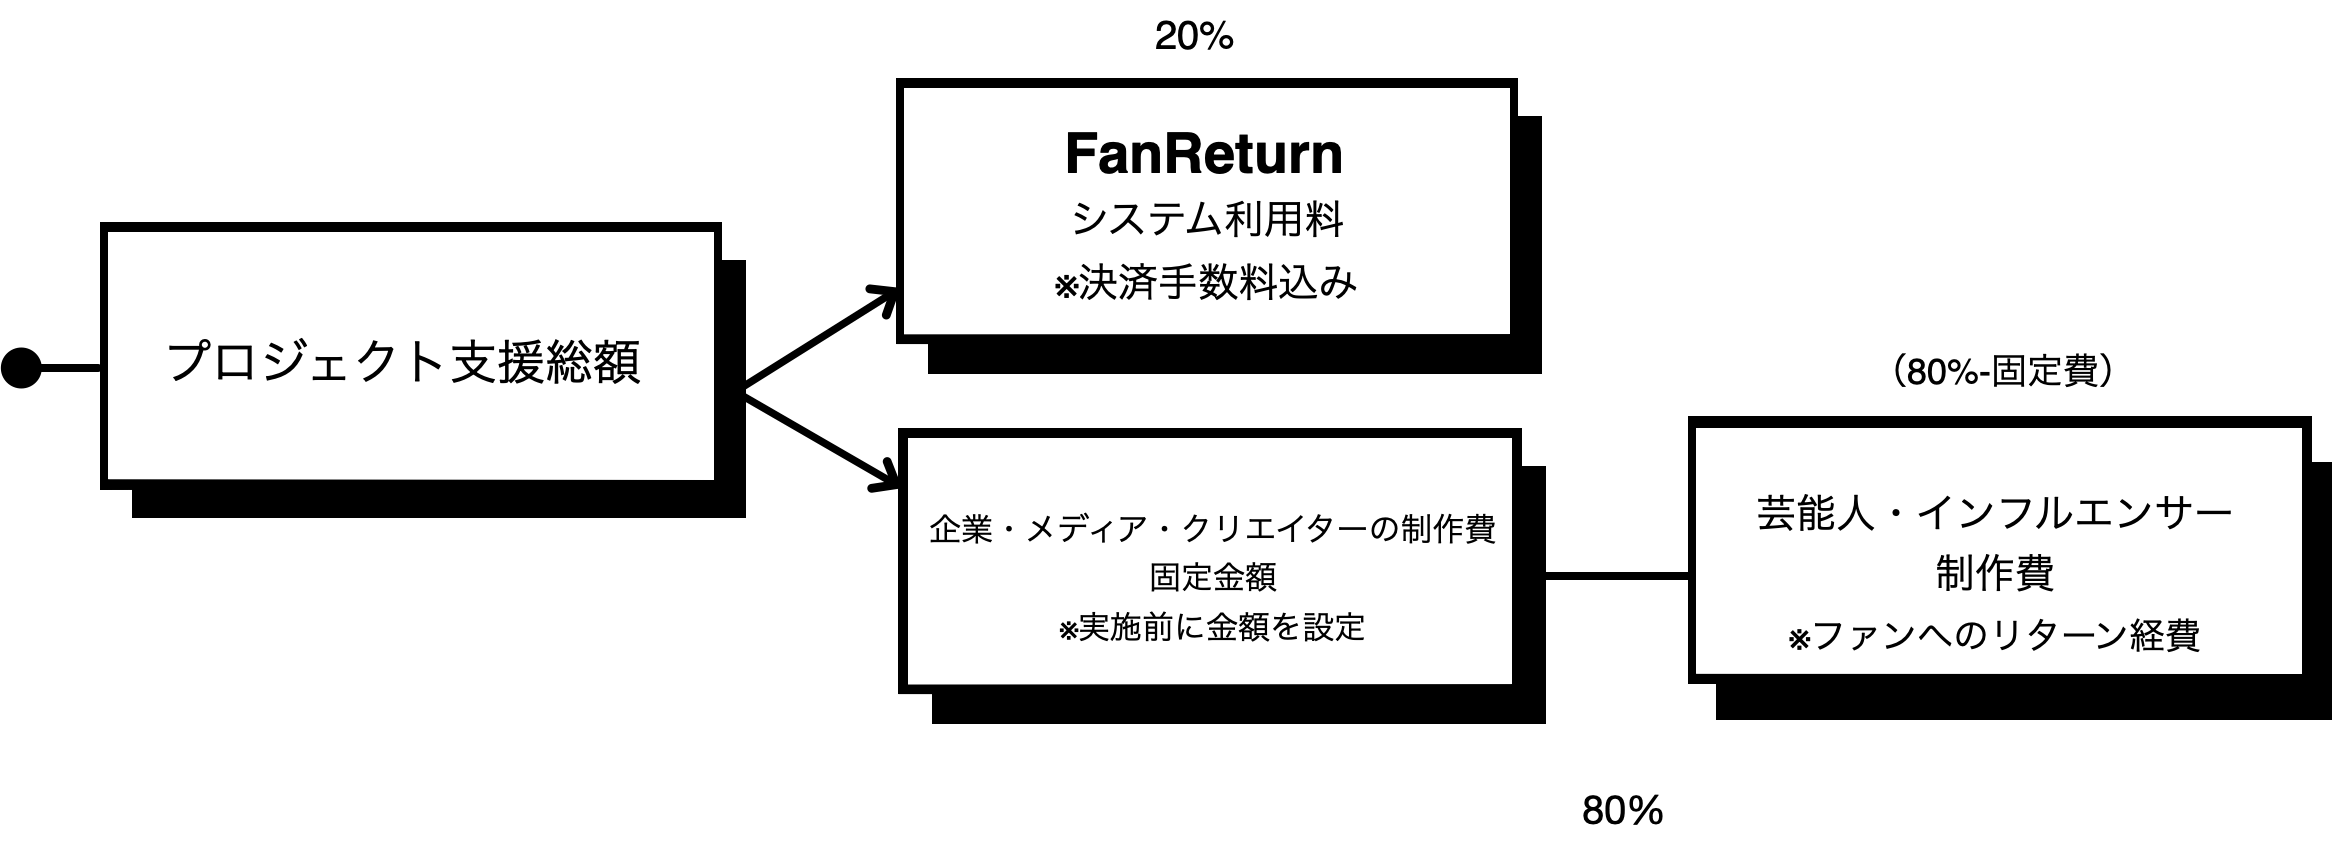 20%
FanReturn
システム利用料
※決済手数料込み
プロジェクト支援総額
(80%-固定費)
企業・メディア・クリエイターの制作費
固定金額
※実施前に金額を設定
芸能人・インフルエンサー
制作費
※ファンへのリターン経費
80%